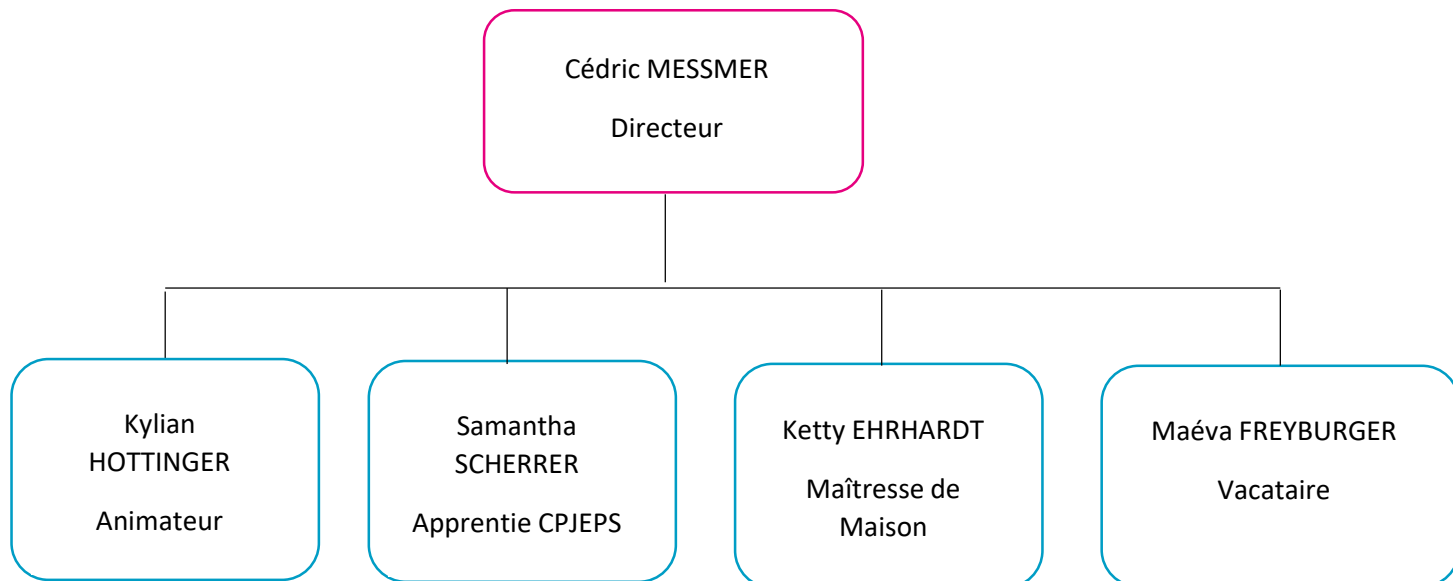 Cédric MESSMER
Directeur
Kylian
HOTTINGER
Animateur
Samantha
SCHERRER
Apprentie CPJEPS
Ketty EHRHARDT
Maîtresse de
Maison
Maéva FREYBURGER
Vacataire